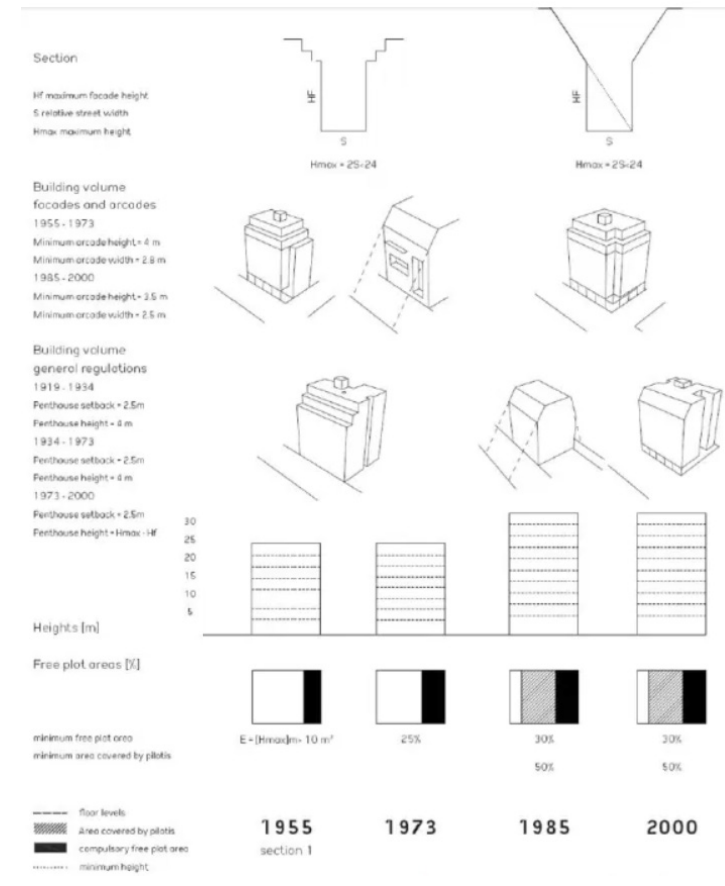 Section
Hf maximum facade height
S relative street width
Hmax maximum height
HF
S
Hmax = 2S<24
HF
S
Hmax = 2S<24
Building volume
facades and arcades
1955 - 1973
Minimum arcade height = 4 m
Minimum arcade width = 2.8 m
1985 - 2000
Minimum arcade height = 3.5 m
Minimum arcade width = 2.5 m
Building volume
general regulations
1919 - 1934
Penthouse setback = 2.5m
Penthouse height = 4 m
1934 - 1973
Penthouse setback = 2.5m
Penthouse height = 4 m
1973 - 2000
Penthouse setback = 2.5m
Penthouse height = Hmax - Hf
30
25
20
15
10
5
Heights [m]
Free plot areas [%]
minimum free plot area
minimum area covered by pilotis
E=[Hmax]m> 10 m²
25%
30%
30%
50%
50%
floor levels
Area covered by pilotis
compulsory free plot area
minimum height
1955
1973
1985
2000
section 1